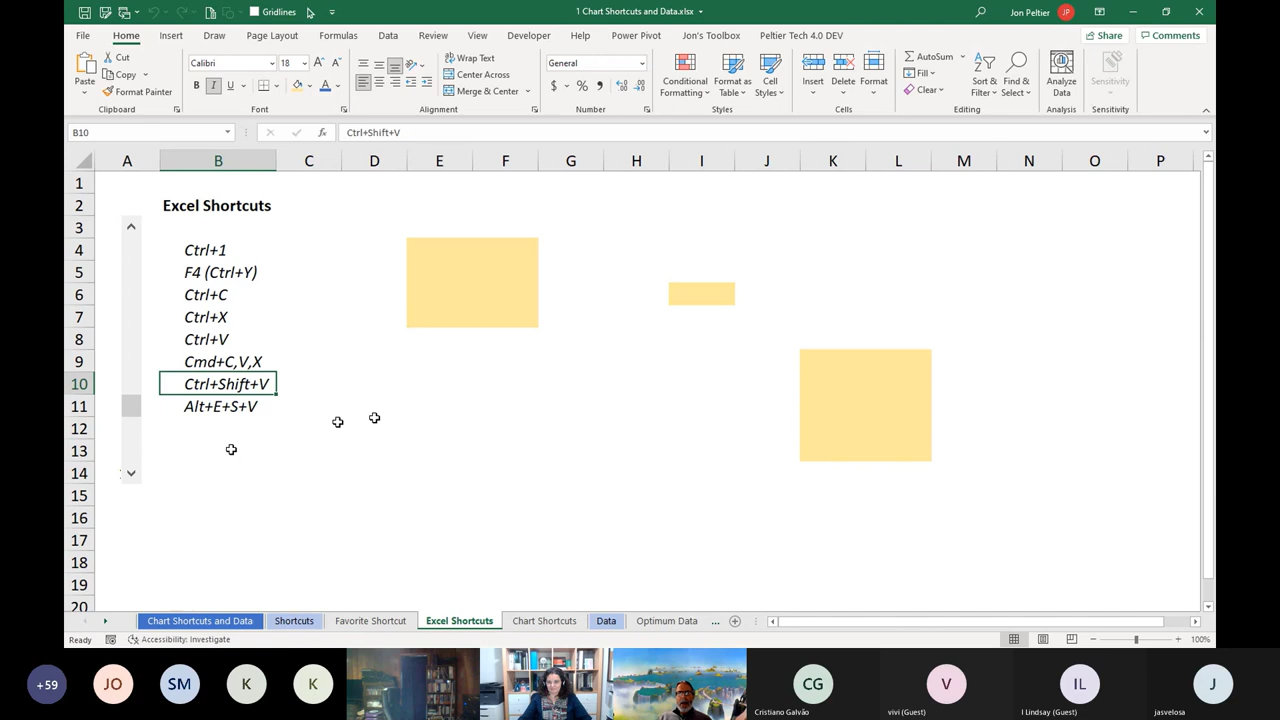 Gridlines
1 Chart Shortcuts and Data.xlsx
Jon Peltier
JP
File Home Insert Draw Page Layout Formulas Data Review View Developer Help Power Pivot Jon's Toolbox Peltier Tech 4.0 DEV
Share
Comments
Paste
Cut
Copy
Format Painter
Clipboard
Calibri
18
B I U
Font
Wrap Text
Center Across
Merge & Center
Alignment
General
$ %
Number
Conditional Formatting
Format as Table
Cell Styles
Styles
Insert
Delete
Format
Cells
AutoSum
Fill
Clear
Sort & Filter
Find & Select
Editing
Analyze Data
Analysis
Sensitivity
Sensitivity
B10
fx
Ctrl+Shift+V
A B C D E F G H I J K L M N O P
1
2 Excel Shortcuts
3
4 Ctrl+1
5 F4 (Ctrl+Y)
6 Ctrl+C
7 Ctrl+X
8 Ctrl+V
9 Cmd+C,V,X
10 Ctrl+Shift+V
11 Alt+E+S+V
12
13
14
15
16
17
18
19
20
Chart Shortcuts and Data Shortcuts Favorite Shortcut Excel Shortcuts Chart Shortcuts Data Optimum Data ...
Ready
Accessibility: Investigate
100%
+59
JO
SM
K
K
CG
Cristiano Galvão
V
vivi (Guest)
IL
I Lindsay (Guest)
J
jasvelosa